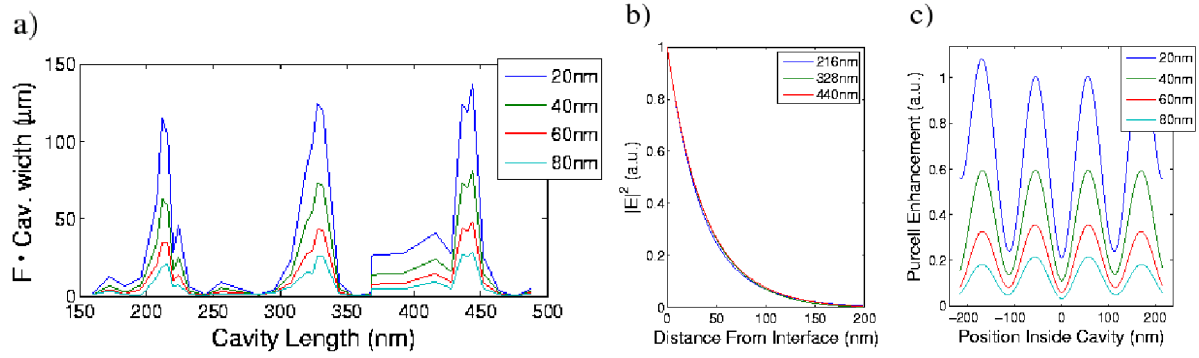 a)
F • Cav. width (μm)
150
100
50
0
150 200 250 300 350 400 450 500
Cavity Length (nm)
20nm
40nm
60nm
80nm
b)
|E|² (a.u.)
1
0.8
0.6
0.4
0.2
0
0 50 100 150 200
Distance From Interface (nm)
216nm
328nm
440nm
c)
Purcell Enhancement (a.u.)
1
0.8
0.6
0.4
0.2
0
−200 −100 0 100 200
Position Inside Cavity (nm)
20nm
40nm
60nm
80nm